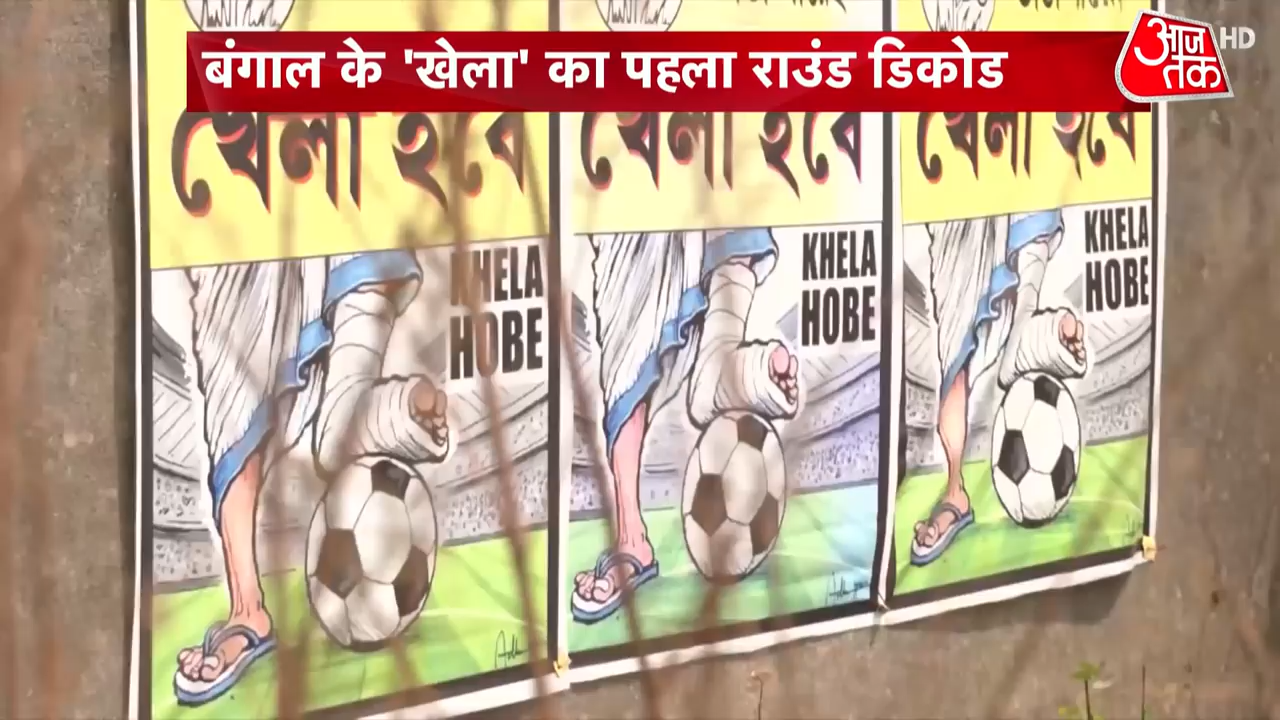 बंगाल के 'खेला' का पहला राउंड डिकोड
आज
तक
HD
খেলা হবে
খেলা হবে
খেলা হবে
KHELA
HOBE
KHELA
HOBE
KHELA
HOBE